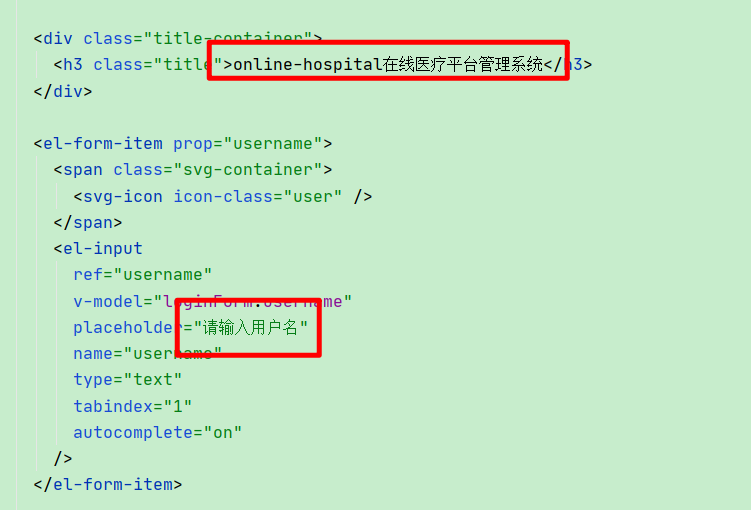 <div class="title-container">
<h3 class="title">online-hospital在线医疗平台管理系统</h3>
</div>
<el-form-item prop="username">
<span class="svg-container">
<svg-icon icon-class="user" />
</span>
<el-input
ref="username"
v-model="loginForm.username"
placeholder="请输入用户名"
name="username"
type="text"
tabindex="1"
autocomplete="on"
/>
</el-form-item>